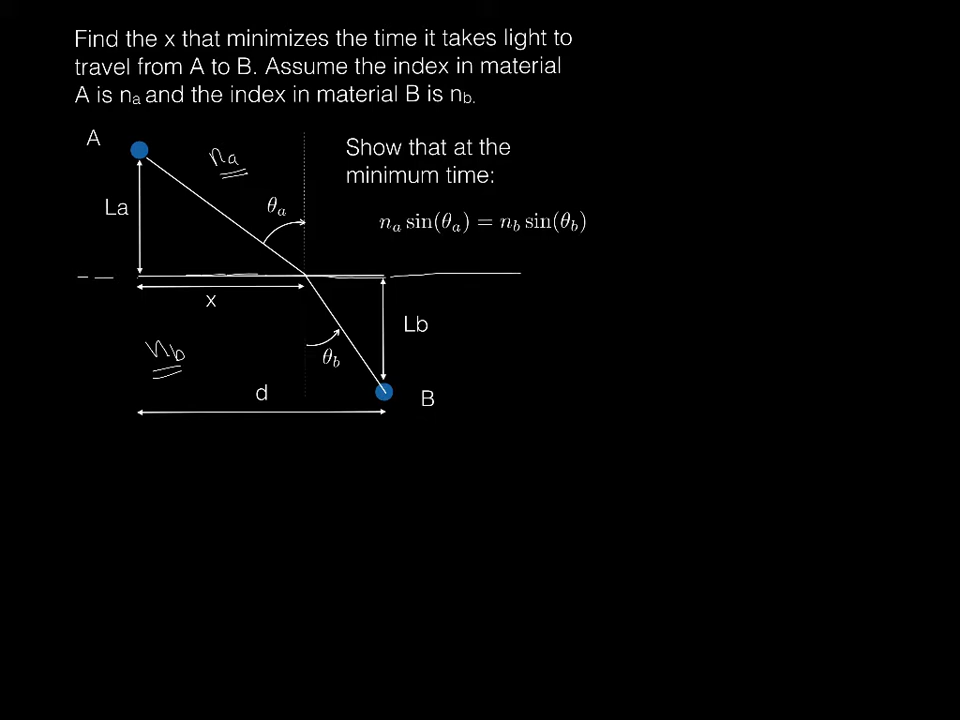 Find the x that minimizes the time it takes light to
travel from A to B. Assume the index in material
A is na and the index in material B is nb.
A
na
Show that at the
minimum time:
La
θa
na sin(θa) = nb sin(θb)
x
Lb
nb
θb
d
B